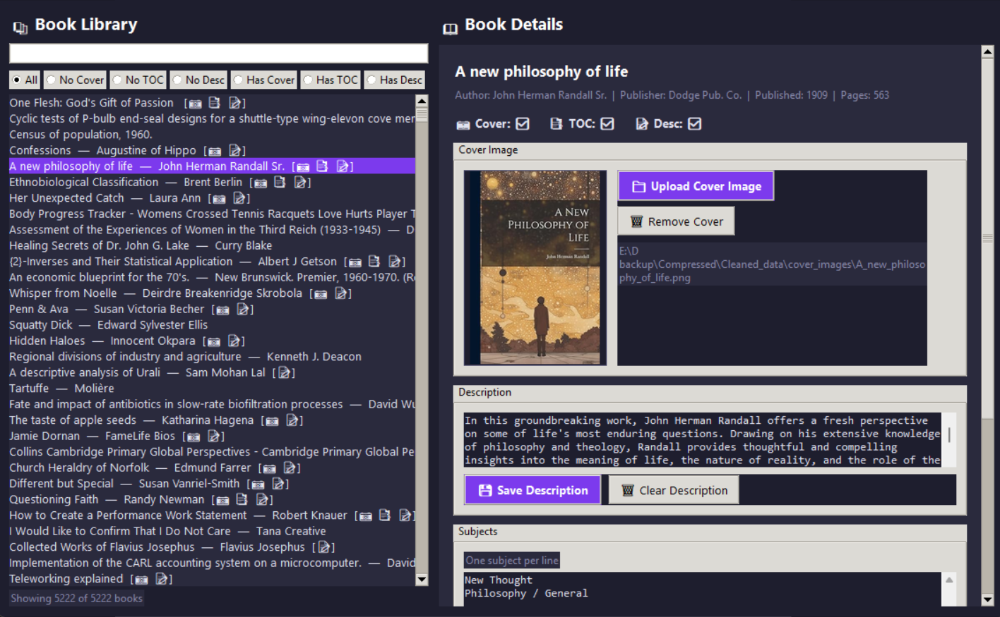 Book Library
All
No Cover
No TOC
No Desc
Has Cover
Has TOC
Has Desc
One Flesh: God's Gift of Passion [ ]
Cyclic tests of P-bulb end-seal designs for a shuttle-type wing-elevon cove mer
Census of population, 1960.
Confessions — Augustine of Hippo [ ]
A new philosophy of life — John Herman Randall Sr. [ ]
Ethnobiological Classification — Brent Berlin [ ]
Her Unexpected Catch — Laura Ann [ ]
Body Progress Tracker - Womens Crossed Tennis Racquets Love Hurts Player T
Assessment of the Experiences of Women in the Third Reich (1933-1945) — D
Healing Secrets of Dr. John G. Lake — Curry Blake
{2}-Inverses and Their Statistical Application — Albert J Getson [ ]
An economic blueprint for the 70's. — New Brunswick. Premier, 1960-1970. (Ro
Whisper from Noelle — Deirdre Breakenridge Skrobola [ ]
Penn & Ava — Susan Victoria Becher [ ]
Squatty Dick — Edward Sylvester Ellis
Hidden Haloes — Innocent Okpara [ ]
Regional divisions of industry and agriculture — Kenneth J. Deacon
A descriptive analysis of Urali — Sam Mohan Lal [ ]
Tartuffe — Molière
Fate and impact of antibiotics in slow-rate biofiltration processes — David Wu
The taste of apple seeds — Katharina Hagena [ ]
Jamie Dornan — FameLife Bios [ ]
Collins Cambridge Primary Global Perspectives - Cambridge Primary Global Pe
Church Heraldry of Norfolk — Edmund Farrer [ ]
Different but Special — Susan Vanriel-Smith [ ]
Questioning Faith — Randy Newman [ ]
How to Create a Performance Work Statement — Robert Knauer [ ]
I Would Like to Confirm That I Do Not Care — Tana Creative
Collected Works of Flavius Josephus — Flavius Josephus [ ]
Implementation of the CARL accounting system on a microcomputer. — David
Teleworking explained [ ]
Showing 5222 of 5222 books
Book Details
A new philosophy of life
Author: John Herman Randall Sr. | Publisher: Dodge Pub. Co. | Published: 1909 | Pages: 563
Cover:
TOC:
Desc:
Cover Image
A New
Philosophy of
Life
John Herman Randall
Upload Cover Image
Remove Cover
E:\D
backup\Compressed\Cleaned_data\cover_images\A_new_philoso
phy_of_life.png
Description
In this groundbreaking work, John Herman Randall offers a fresh perspective
on some of life's most enduring questions. Drawing on his extensive knowledge
of philosophy and theology, Randall provides thoughtful and compelling
insights into the meaning of life, the nature of reality, and the role of the
Save Description
Clear Description
Subjects
One subject per line
New Thought
Philosophy / General